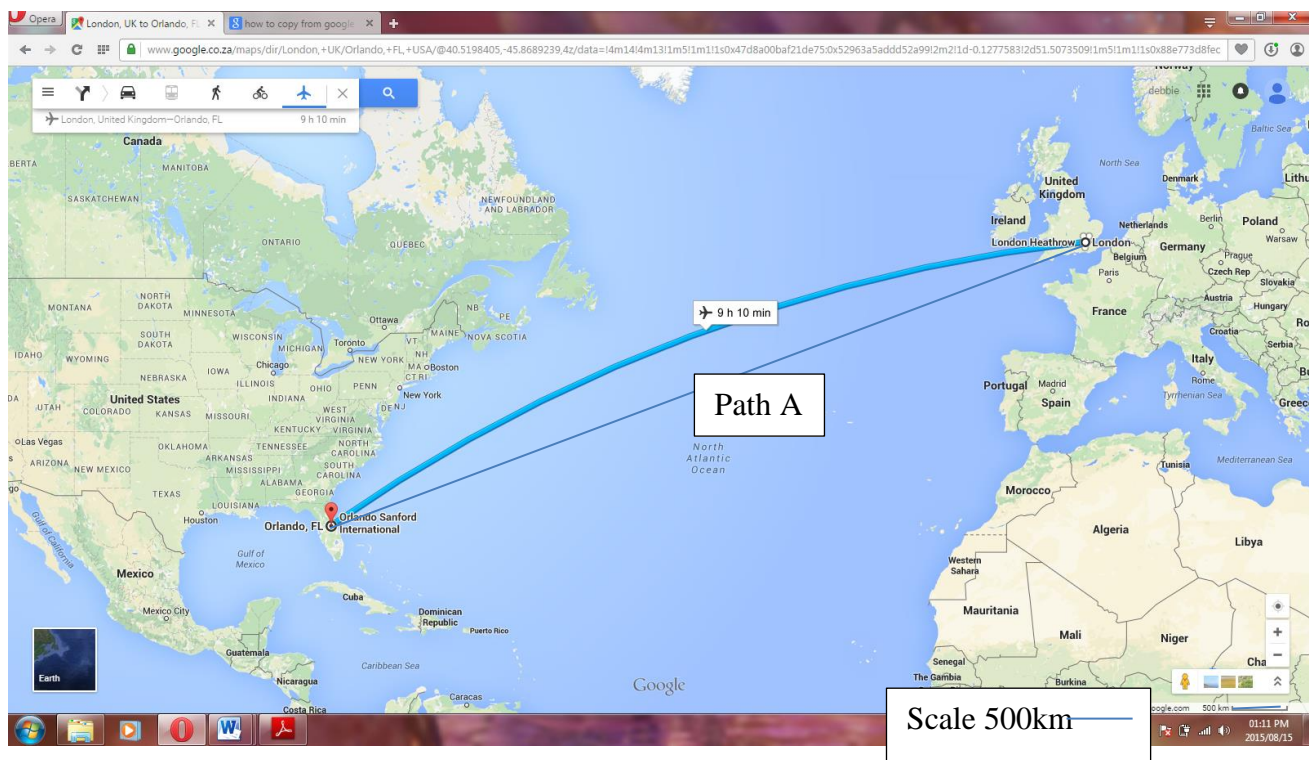 Opera
London, UK to Orlando, F
how to copy from google
www.google.co.za/maps/dir/London,+UK/Orlando,+FL,+USA/@40.5198405,-45.8689239,4z/data=!4m14!4m13!1m5!1m1!1s0x47d8a00baf21de75:0x52963a5addd52a99!2m2!1d-0.1277583!2d51.5073509!1m5!1m1!1s0x88e773d8fec
London, United Kingdom—Orlando, FL 9 h 10 min
debbie
Norway
Baltic Sea
Canada
BERTA
MANITOBA
SASKATCHEWAN
ONTARIO
QUEBEC
NEWFOUNDLAND
AND LABRADOR
North Sea
United
Kingdom
Denmark
Lithu
Ireland
Netherlands
Berlin
Poland
Warsaw
London Heathrow
London
Belgium
Germany
Prague
Paris
Czech Rep
Slovakia
Austria
Hungary
France
Croatia
Ro
Serbia
Italy
Rome
Bu
Portugal
Madrid
Spain
Tyrrhenian Sea
Greec
MONTANA
NORTH
DAKOTA
MINNESOTA
Ottawa
NB
PE
MAINE
NOVA SCOTIA
SOUTH
DAKOTA
WISCONSIN
MICHIGAN
Toronto
VT
NH
IDAHO
WYOMING
IOWA
Chicago
NEW YORK
MA
Boston
CT RI
NEBRASKA
ILLINOIS
OHIO
PENN
New York
United States
INDIANA
DE NJ
DA
UTAH
COLORADO
KANSAS
MISSOURI
WEST
VIRGINIA
KENTUCKY
VIRGINIA
Las Vegas
OKLAHOMA
TENNESSEE
NORTH
CAROLINA
ARIZONA
NEW MEXICO
ARKANSAS
MISSISSIPPI
SOUTH
CAROLINA
ALABAMA
GEORGIA
TEXAS
LOUISIANA
Houston
Orlando, FL
Orlando Sanford
International
9 h 10 min
Path A
North
Atlantic
Ocean
Gulf of California
Gulf of
Mexico
Mexico
Mexico City
Cuba
Dominican
Republic
Puerto Rico
Guatemala
Nicaragua
Caribbean Sea
Costa Rica
Caracas
Tunisia
Mediterranean Sea
Morocco
Algeria
Libya
Western
Sahara
Mauritania
Mali
Niger
Senegal
The Gambia
Burkina
Cha
Earth
Google
oogle.com 500 km
Scale 500km
01:11 PM
2015/08/15